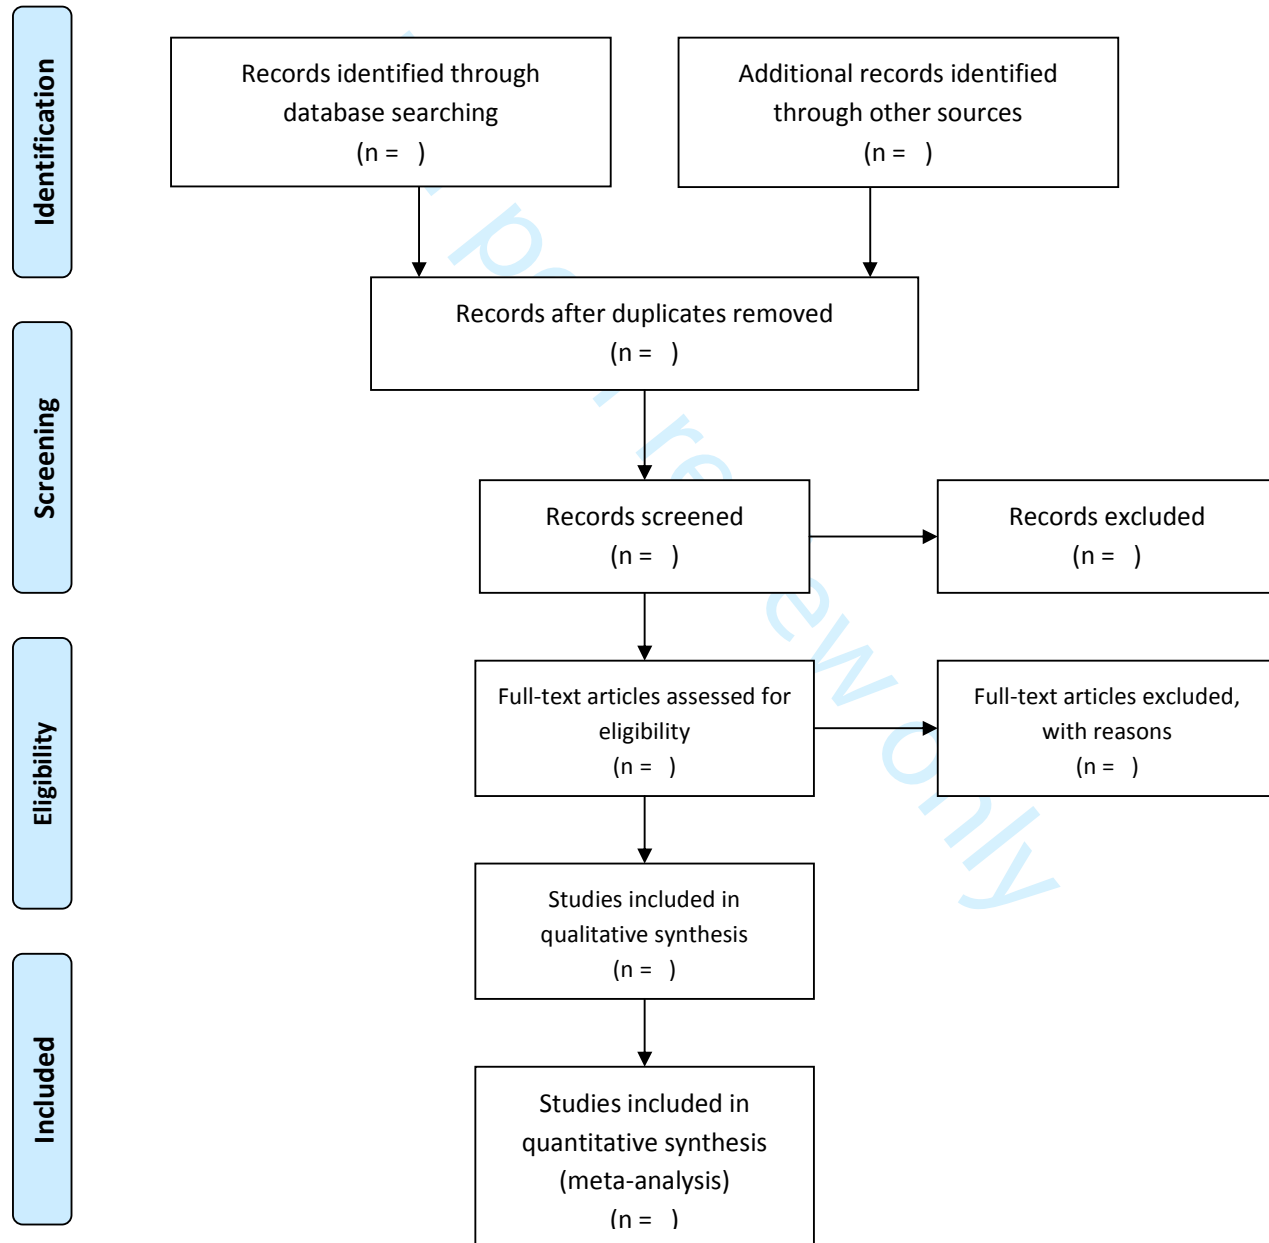 Identification
Records identified through
database searching
(n =   )
Additional records identified
through other sources
(n =   )
Records after duplicates removed
(n =   )
Screening
Records screened
(n =   )
Records excluded
(n =   )
Eligibility
Full-text articles assessed for
eligibility
(n =   )
Full-text articles excluded,
with reasons
(n =   )
Studies included in
qualitative synthesis
(n =   )
Included
Studies included in
quantitative synthesis
(meta-analysis)
(n =   )
review only